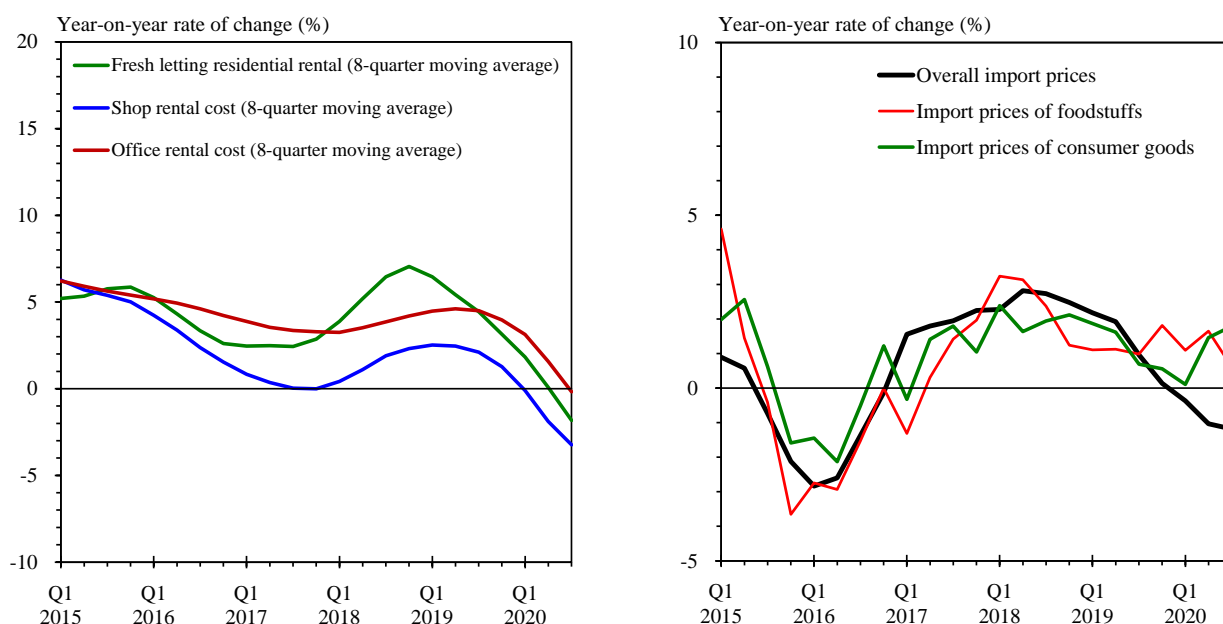 Year-on-year rate of change (%)
20
15
10
5
0
-5
-10
Fresh letting residential rental (8-quarter moving average)
Shop rental cost (8-quarter moving average)
Office rental cost (8-quarter moving average)
Q1 Q1 Q1 Q1 Q1 Q1
2015 2016 2017 2018 2019 2020
Year-on-year rate of change (%)
10
5
0
-5
Overall import prices
Import prices of foodstuffs
Import prices of consumer goods
Q1 Q1 Q1 Q1 Q1 Q1
2015 2016 2017 2018 2019 2020